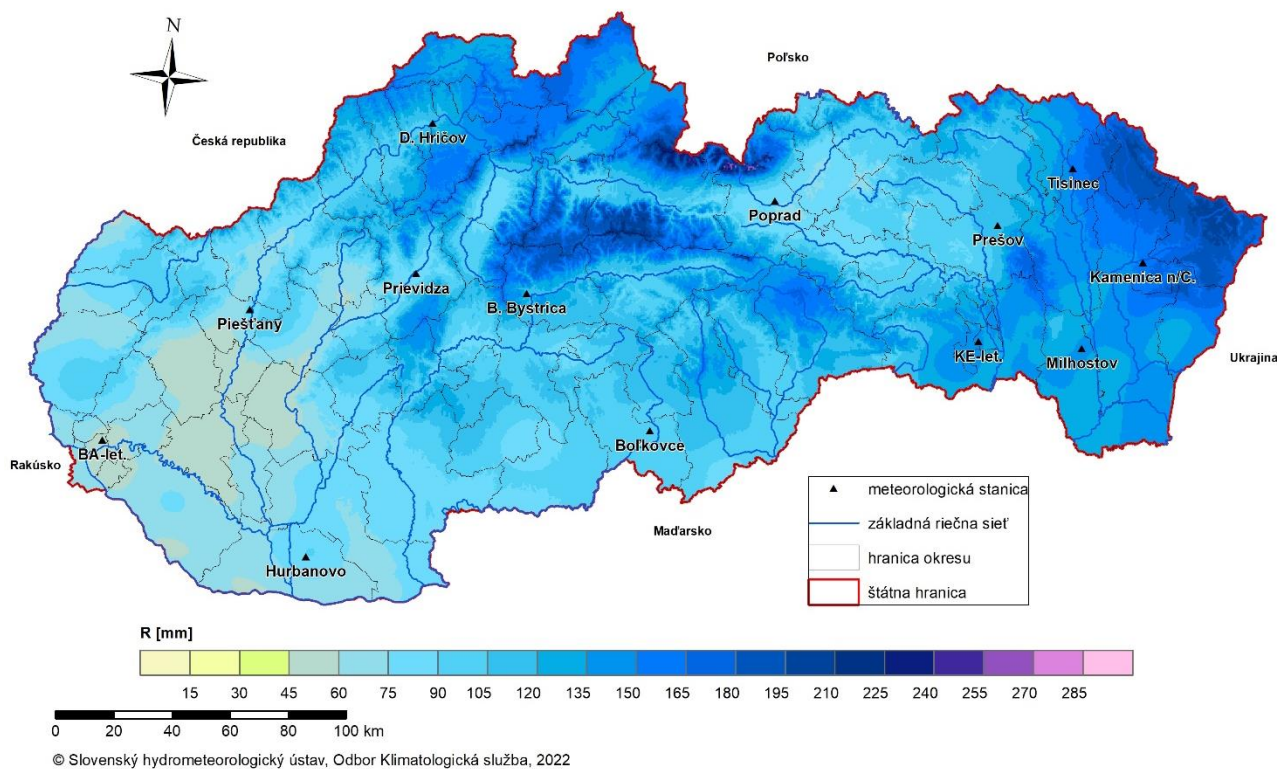 N
Poľsko
Česká republika
D. Hričov
Tisinec
Poprad
Prešov
Kamenica n/C.
Prievidza
B. Bystrica
Piešťany
KE-let.
Milhostov
Ukrajina
Boľkovce
BA-let.
Rakúsko
Maďarsko
Hurbanovo
meteorologická stanica
základná riečna sieť
hranica okresu
štátna hranica
R [mm]
15 30 45 60 75 90 105 120 135 150 165 180 195 210 225 240 255 270 285
0 20 40 60 80 100 km
© Slovenský hydrometeorologický ústav, Odbor Klimatologická služba, 2022